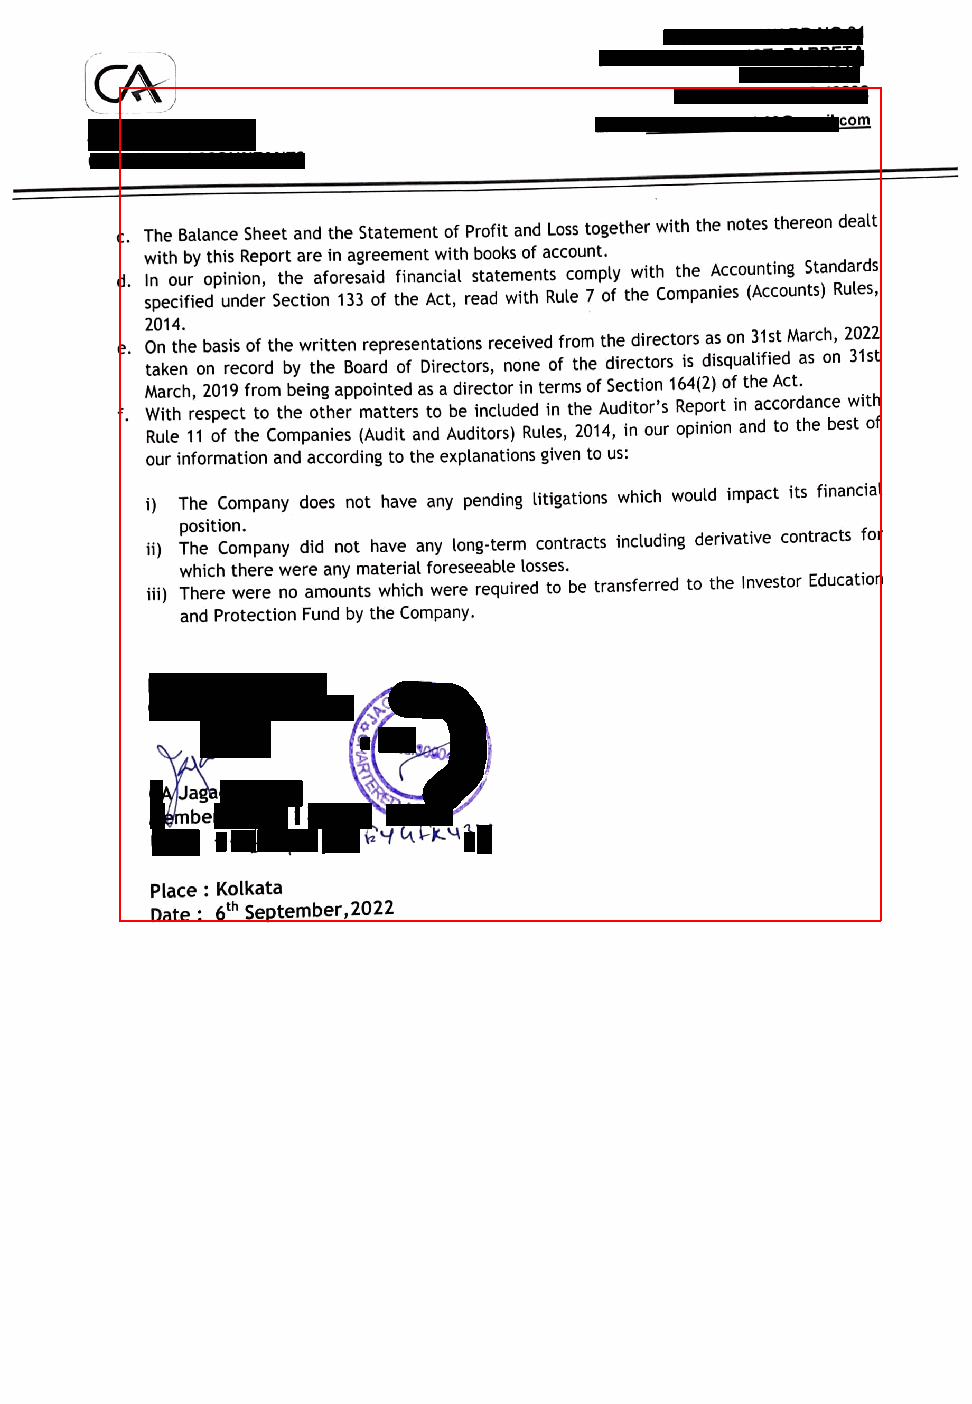 CA
com
c. The Balance Sheet and the Statement of Profit and Loss together with the notes thereon dealt
with by this Report are in agreement with books of account.
d. In our opinion, the aforesaid financial statements comply with the Accounting Standards
specified under Section 133 of the Act, read with Rule 7 of the Companies (Accounts) Rules,
2014.
e. On the basis of the written representations received from the directors as on 31st March, 2022
taken on record by the Board of Directors, none of the directors is disqualified as on 31st
March, 2019 from being appointed as a director in terms of Section 164(2) of the Act.
f. With respect to the other matters to be included in the Auditor's Report in accordance with
Rule 11 of the Companies (Audit and Auditors) Rules, 2014, in our opinion and to the best of
our information and according to the explanations given to us:
i) The Company does not have any pending litigations which would impact its financial
position.
ii) The Company did not have any long-term contracts including derivative contracts for
which there were any material foreseeable losses.
iii) There were no amounts which were required to be transferred to the Investor Education
and Protection Fund by the Company.
Place : Kolkata
Date : 6th September,2022